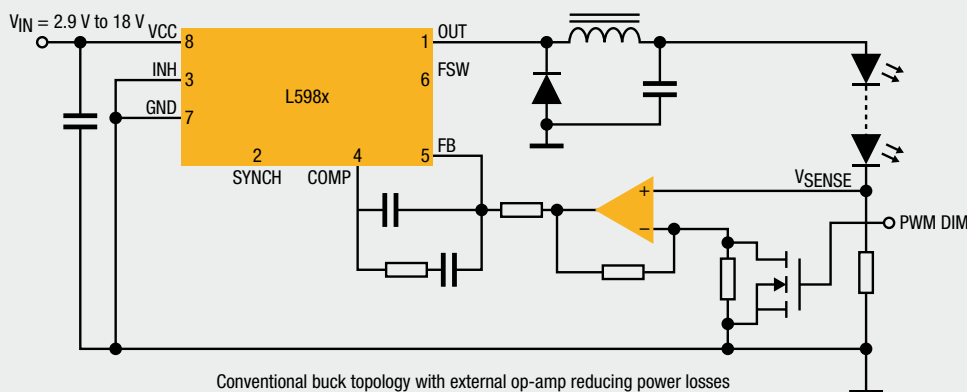 VIN = 2.9 V to 18 V
VCC
8
1
OUT
INH
3
6
FSW
L598x
GND
7
FB
5
2
4
SYNCH
COMP
VSENSE
+
−
PWM DIM
Conventional buck topology with external op-amp reducing power losses